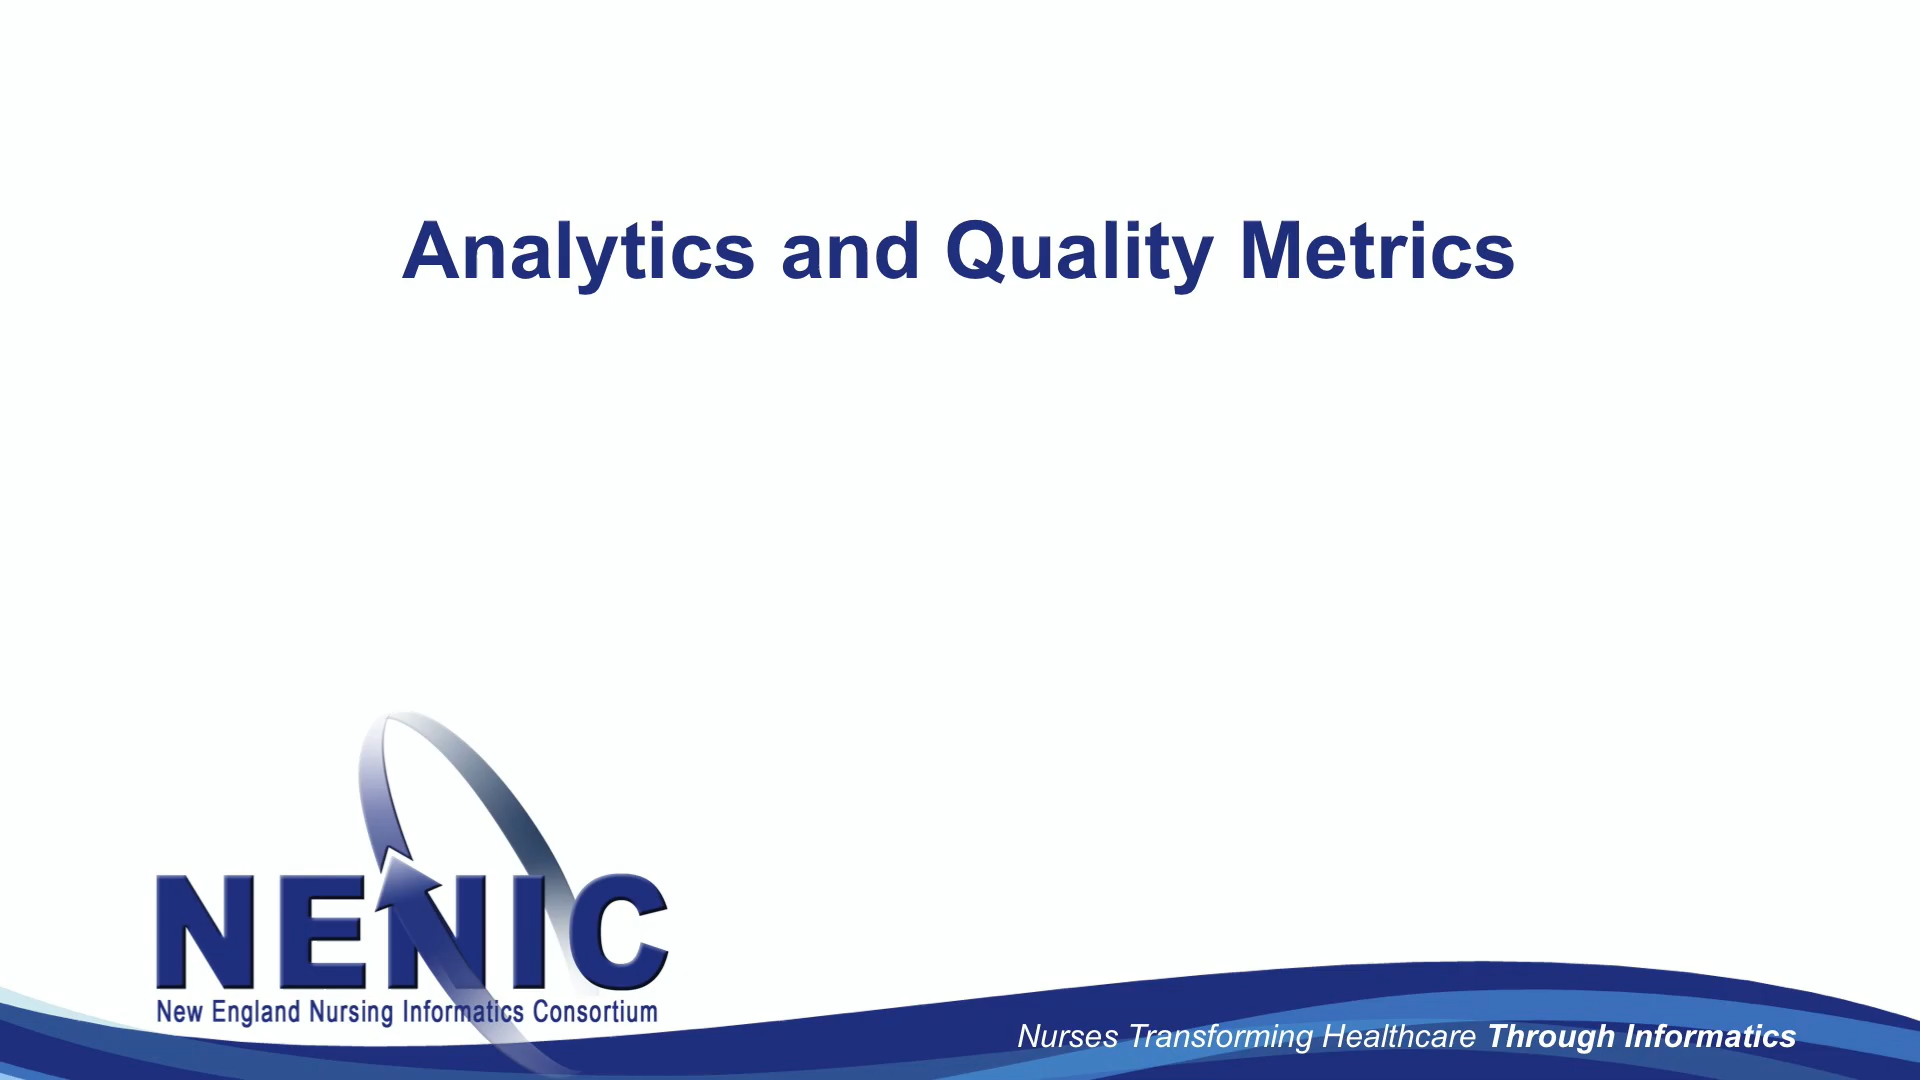 Analytics and Quality Metrics
NENIC
New England Nursing Informatics Consortium
Nurses Transforming Healthcare Through Informatics